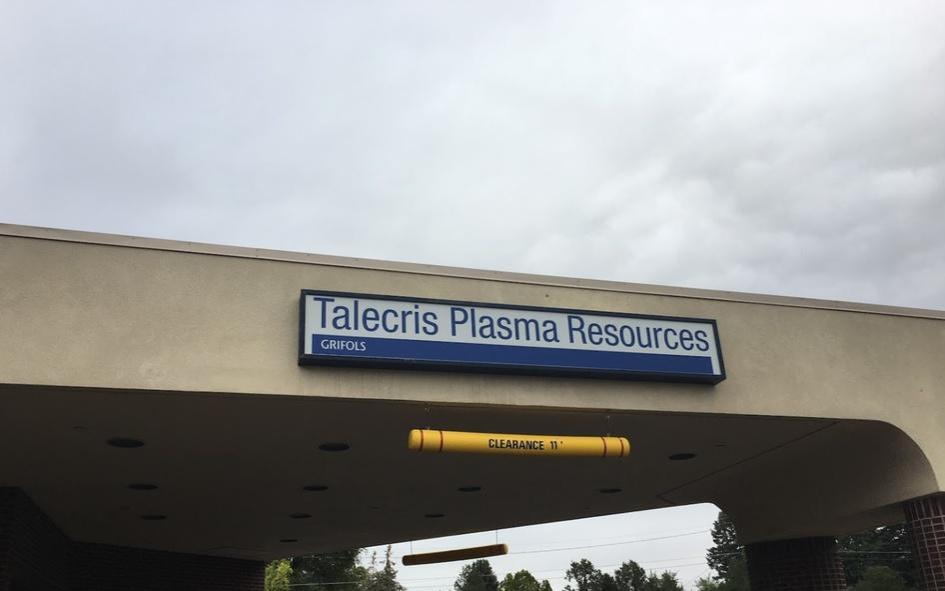 Talecris Plasma Resources
GRIFOLS
CLEARANCE 11'